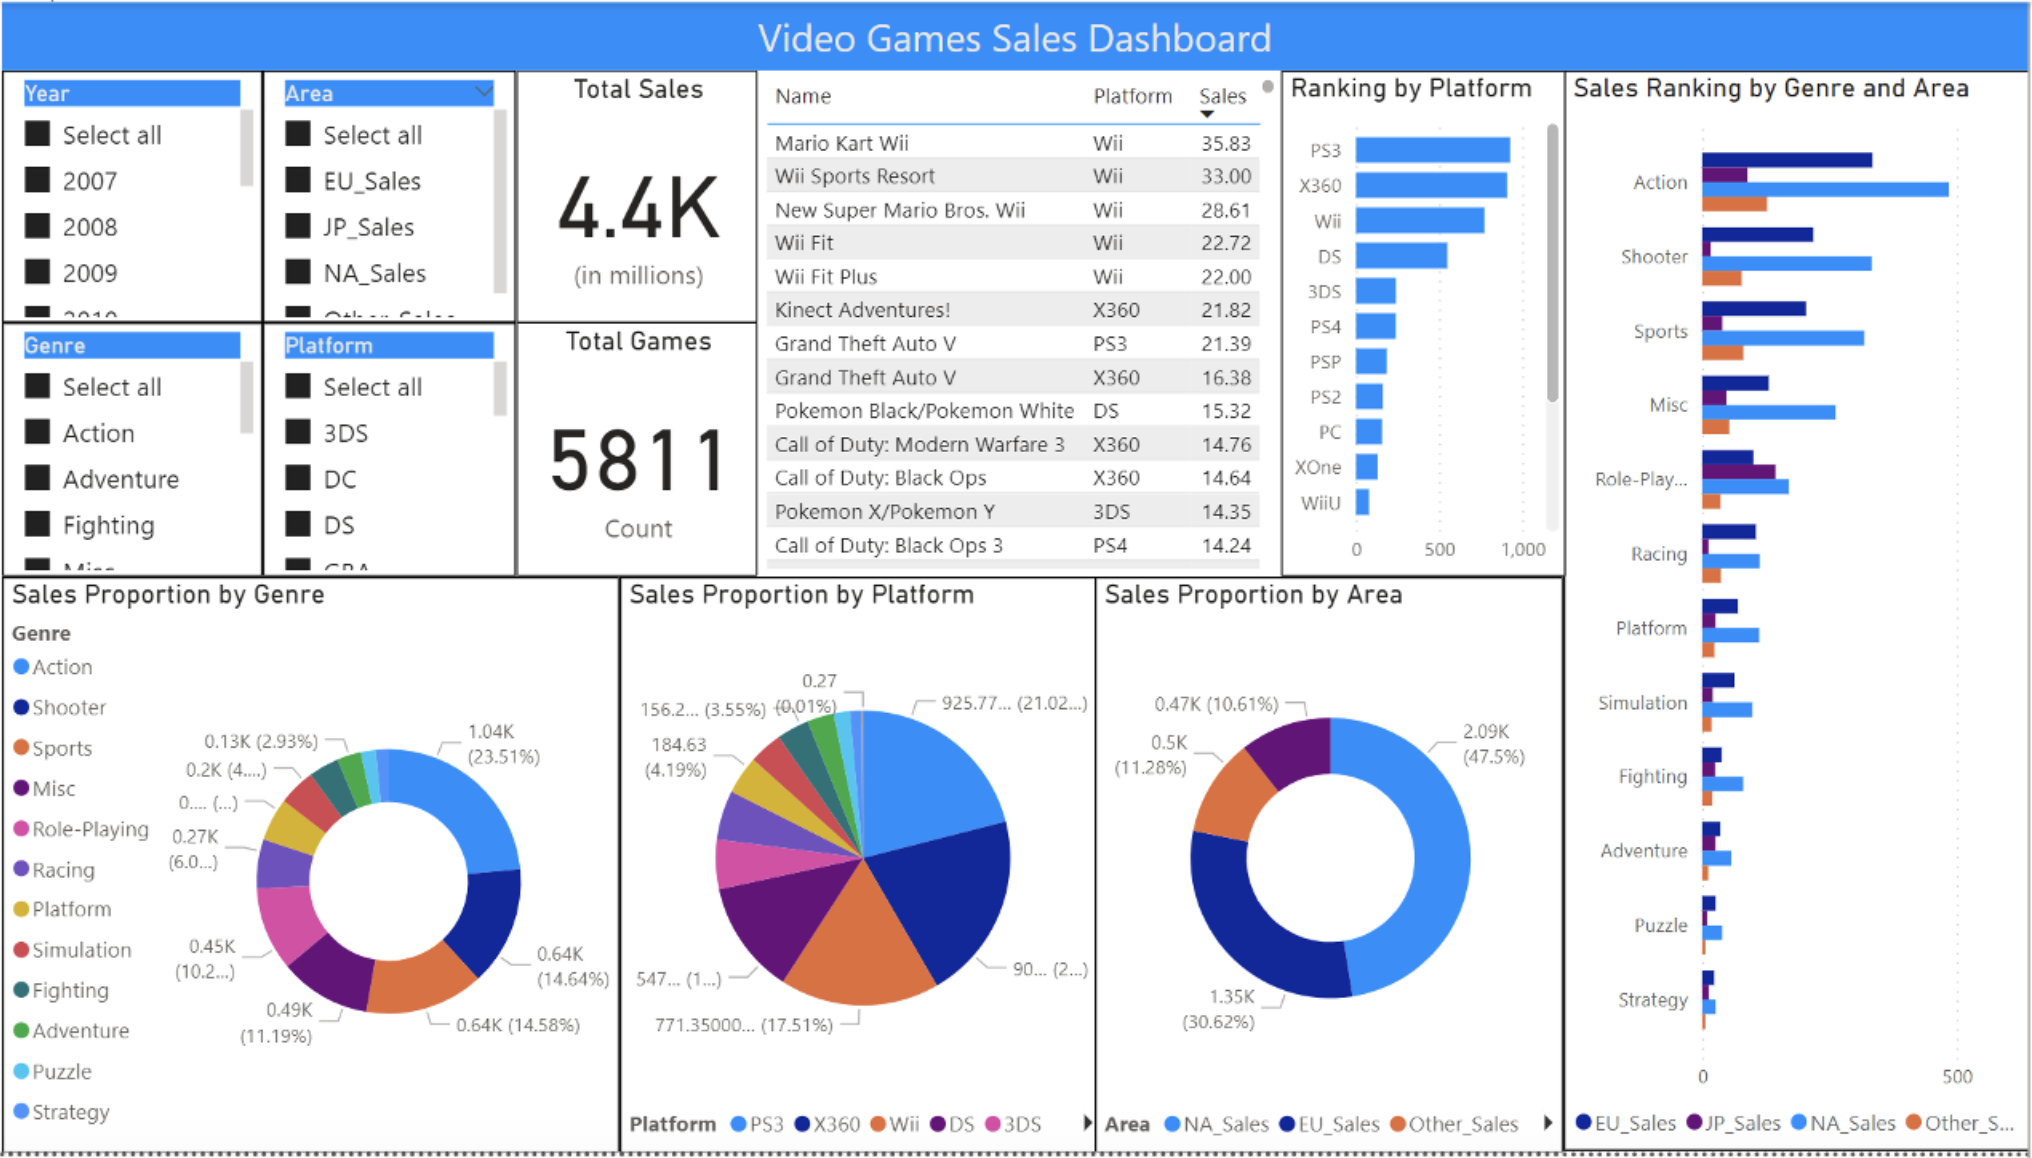 Video Games Sales Dashboard
Year
Select all
2007
2008
2009
2010
Area
Select all
EU_Sales
JP_Sales
NA_Sales
Other_Sales
Total Sales
4.4K
(in millions)
Genre
Select all
Action
Adventure
Fighting
Misc
Platform
Select all
3DS
DC
DS
GBA
Total Games
5811
Count
Name Platform Sales
Mario Kart Wii Wii 35.83
Wii Sports Resort Wii 33.00
New Super Mario Bros. Wii Wii 28.61
Wii Fit Wii 22.72
Wii Fit Plus Wii 22.00
Kinect Adventures! X360 21.82
Grand Theft Auto V PS3 21.39
Grand Theft Auto V X360 16.38
Pokemon Black/Pokemon White DS 15.32
Call of Duty: Modern Warfare 3 X360 14.76
Call of Duty: Black Ops X360 14.64
Pokemon X/Pokemon Y 3DS 14.35
Call of Duty: Black Ops 3 PS4 14.24
Ranking by Platform
PS3
X360
Wii
DS
3DS
PS4
PSP
PS2
PC
XOne
WiiU
0 500 1,000
Sales Ranking by Genre and Area
Action
Shooter
Sports
Misc
Role-Play...
Racing
Platform
Simulation
Fighting
Adventure
Puzzle
Strategy
0 500
EU_Sales JP_Sales NA_Sales Other_S...
Sales Proportion by Genre
Genre
Action
Shooter
Sports
Misc
Role-Playing
Racing
Platform
Simulation
Fighting
Adventure
Puzzle
Strategy
1.04K
(23.51%)
0.64K
(14.64%)
0.64K (14.58%)
0.49K
(11.19%)
0.45K
(10.2...)
0.27K
(6.0...)
0.... (...)
0.2K (4....)
0.13K (2.93%)
Sales Proportion by Platform
0.27
(0.01%)
925.77... (21.02...)
90... (2...)
771.35000... (17.51%)
547... (1...)
184.63
(4.19%)
156.2... (3.55%)
Platform PS3 X360 Wii DS 3DS
Sales Proportion by Area
0.47K (10.61%)
2.09K
(47.5%)
0.5K
(11.28%)
1.35K
(30.62%)
Area NA_Sales EU_Sales Other_Sales